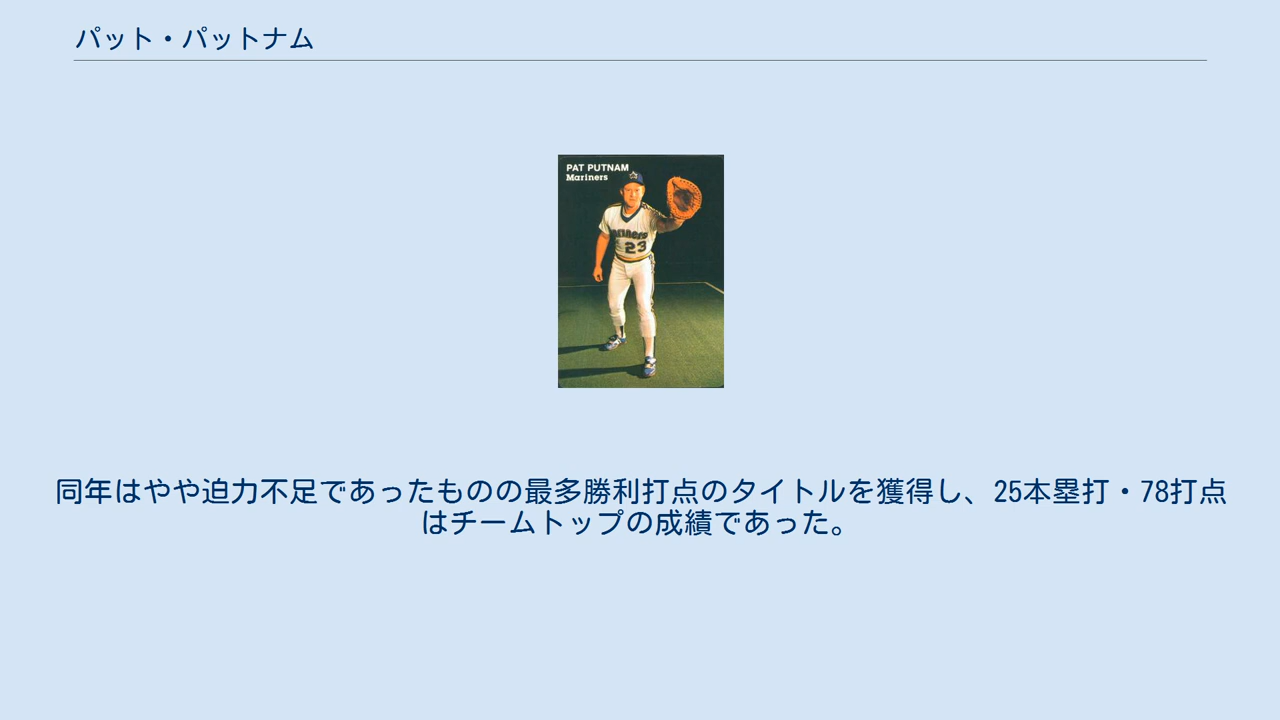 パット・パットナム
PAT PUTNAM
Mariners
23
同年はやや迫力不足であったものの最多勝利打点のタイトルを獲得し、25本塁打・78打点
はチームトップの成績であった。